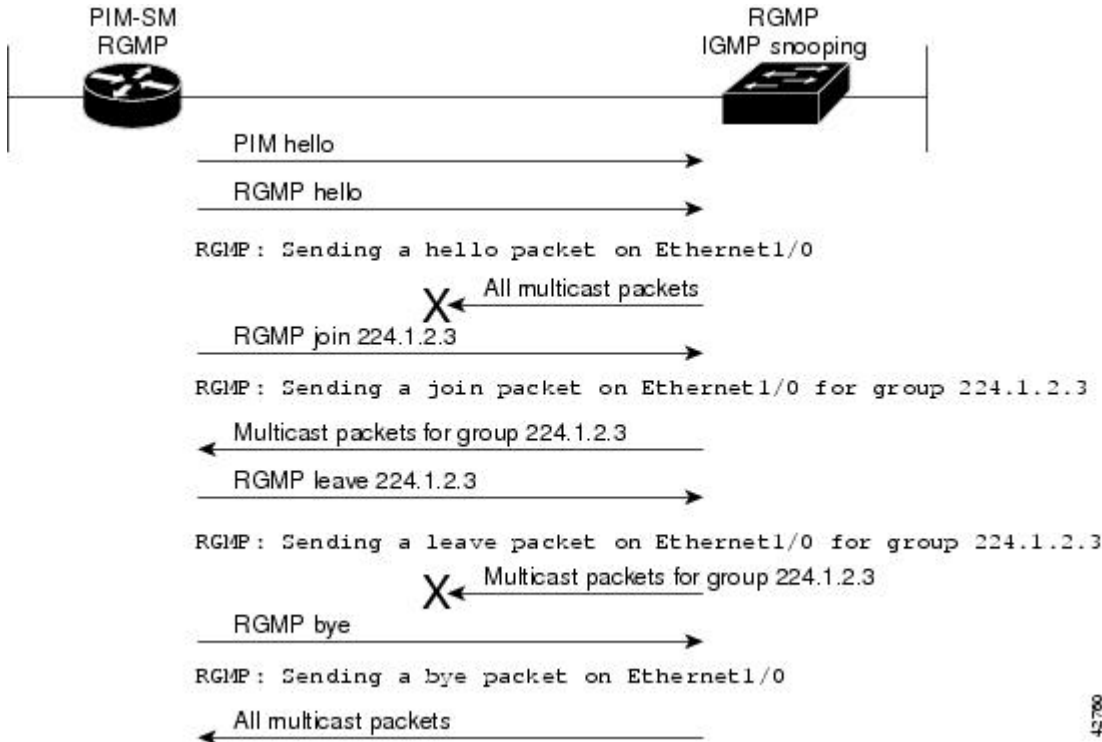 PIM-SM
RGMP
RGMP
IGMP snooping
PIM hello
RGMP hello
RGMP: Sending a hello packet on Ethernet1/0
X
All multicast packets
RGMP join 224.1.2.3
RGMP: Sending a join packet on Ethernet1/0 for group 224.1.2.3
Multicast packets for group 224.1.2.3
RGMP leave 224.1.2.3
RGMP: Sending a leave packet on Ethernet1/0 for group 224.1.2.3
X
Multicast packets for group 224.1.2.3
RGMP bye
RGMP: Sending a bye packet on Ethernet1/0
All multicast packets
42760